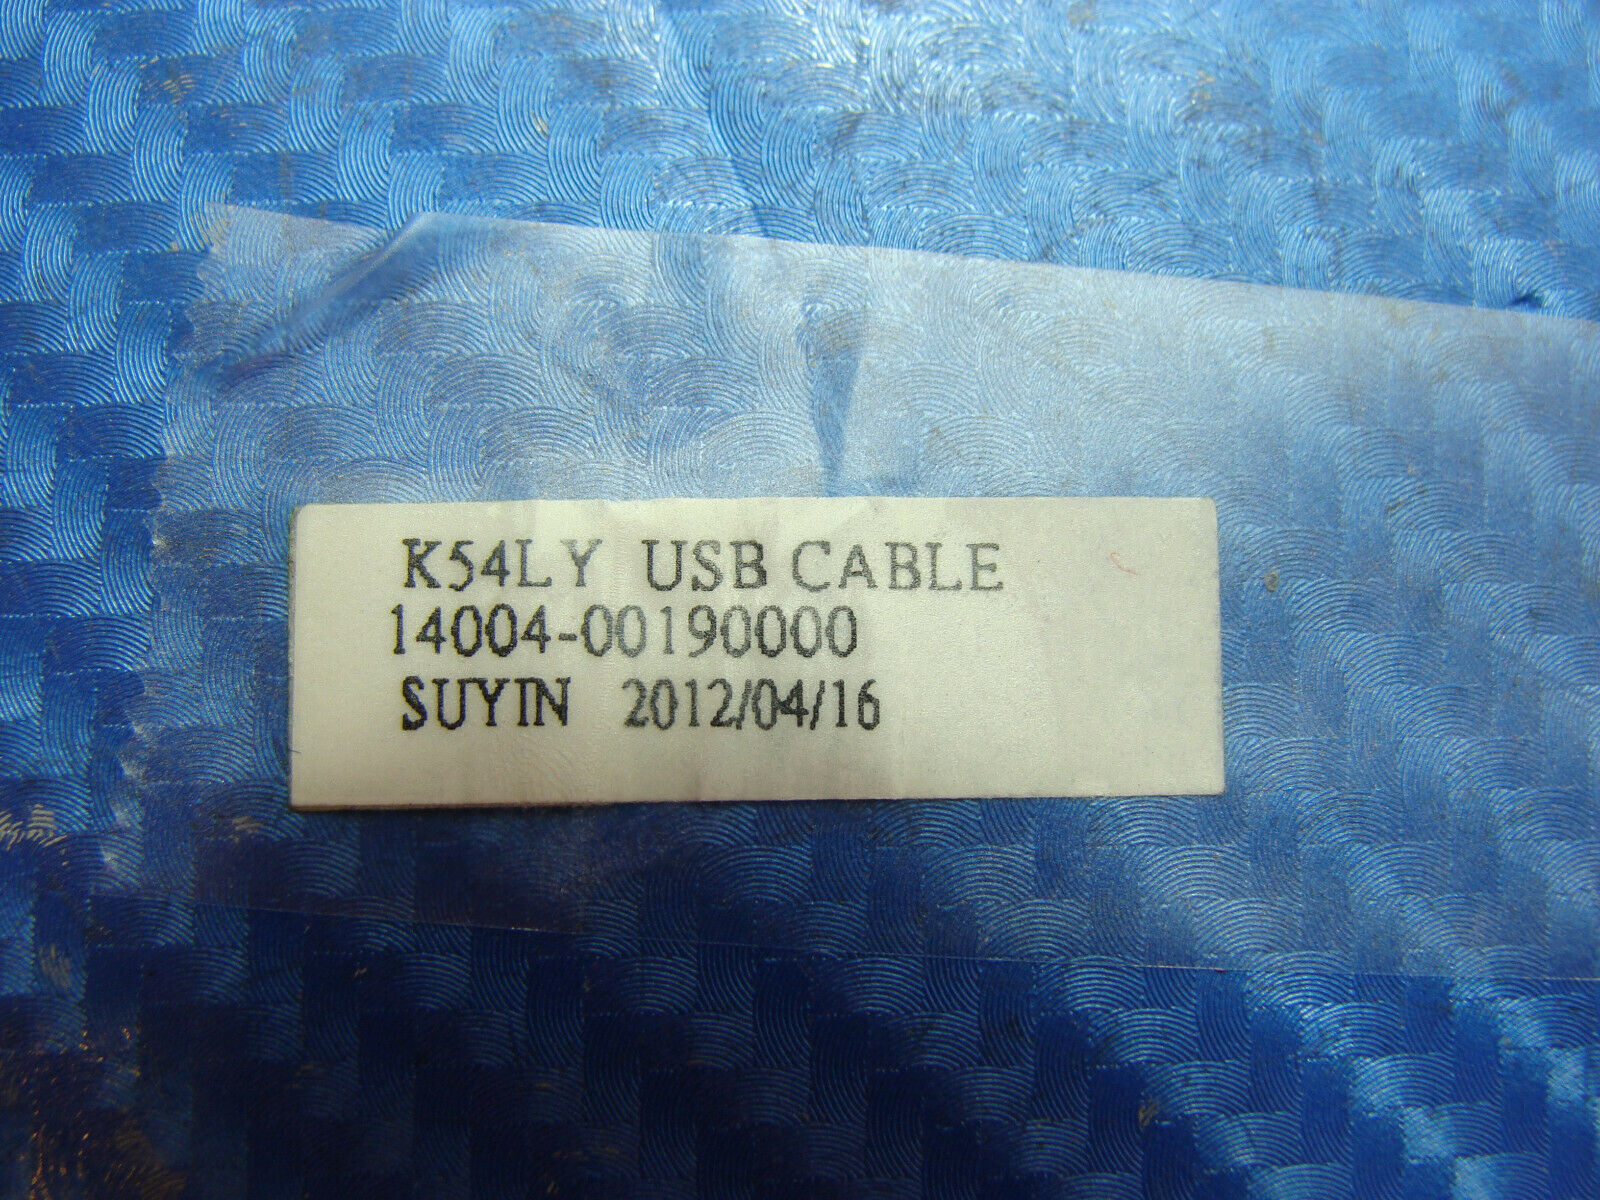 K54LY USB CABLE
14004-00190000
SUYIN 2012/04/16